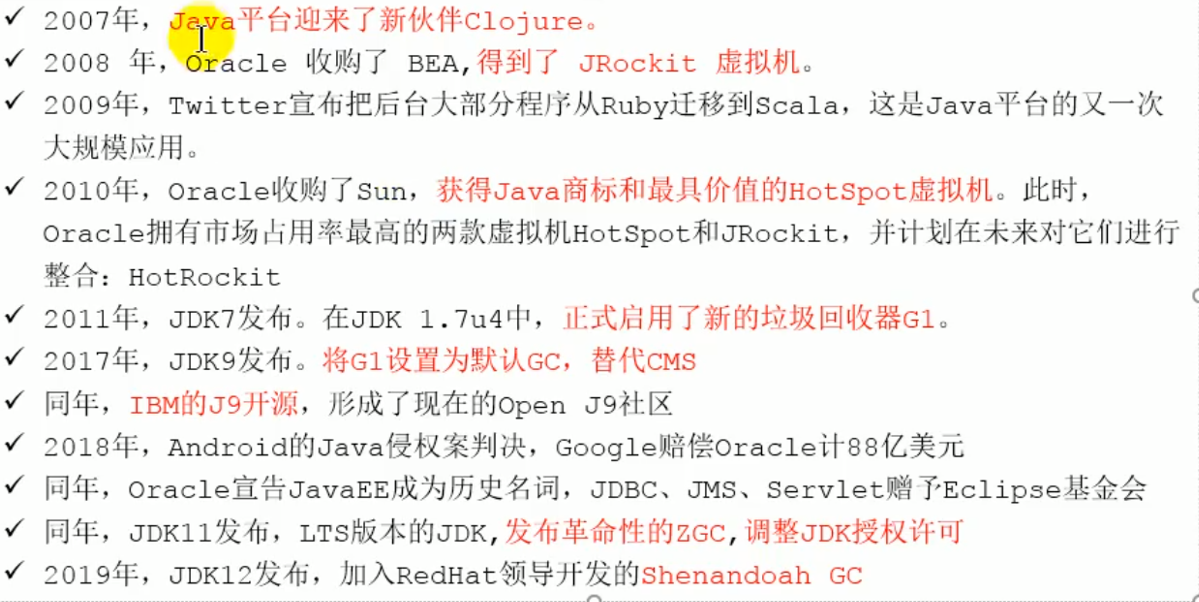 ✓ 2007年，Java平台迎来了新伙伴Clojure。
✓ 2008 年，Oracle 收购了 BEA,得到了 JRockit 虚拟机。
✓ 2009年，Twitter宣布把后台大部分程序从Ruby迁移到Scala，这是Java平台的又一次
大规模应用。
✓ 2010年，Oracle收购了Sun，获得Java商标和最具价值的HotSpot虚拟机。此时，
Oracle拥有市场占用率最高的两款虚拟机HotSpot和JRockit，并计划在未来对它们进行
整合：HotRockit
✓ 2011年，JDK7发布。在JDK 1.7u4中，正式启用了新的垃圾回收器G1。
✓ 2017年，JDK9发布。将G1设置为默认GC，替代CMS
✓ 同年，IBM的J9开源，形成了现在的Open J9社区
✓ 2018年，Android的Java侵权案判决，Google赔偿Oracle计88亿美元
✓ 同年，Oracle宣告JavaEE成为历史名词，JDBC、JMS、Servlet赠予Eclipse基金会
✓ 同年，JDK11发布，LTS版本的JDK,发布革命性的ZGC,调整JDK授权许可
✓ 2019年，JDK12发布，加入RedHat领导开发的Shenandoah GC